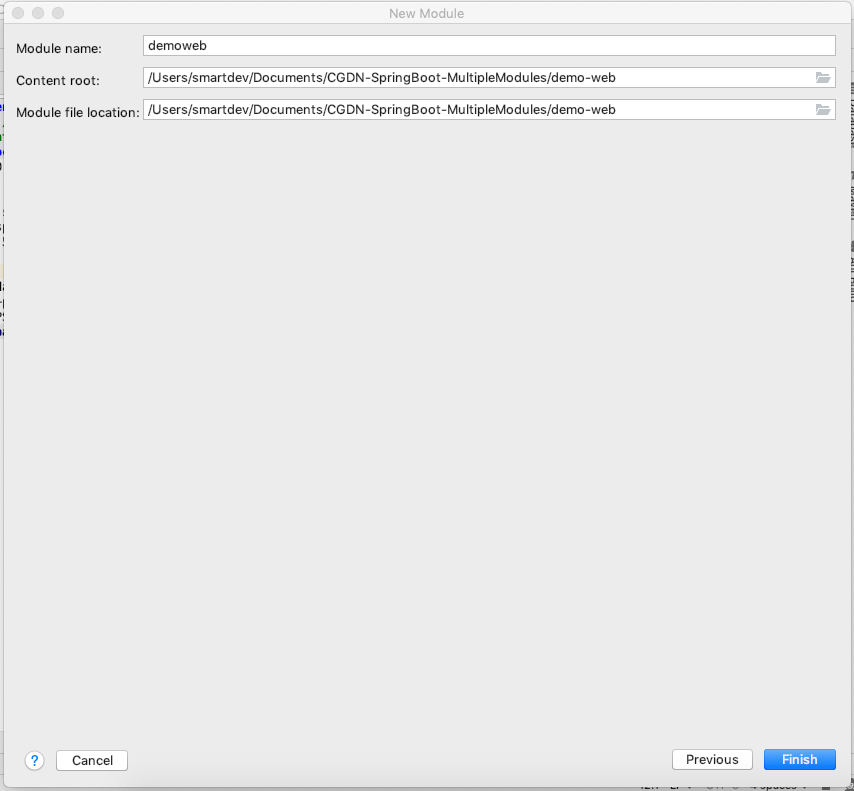 New Module
Module name: demoweb
Content root: /Users/smartdev/Documents/CGDN-SpringBoot-MultipleModules/demo-web
Module file location: /Users/smartdev/Documents/CGDN-SpringBoot-MultipleModules/demo-web
? Cancel Previous Finish